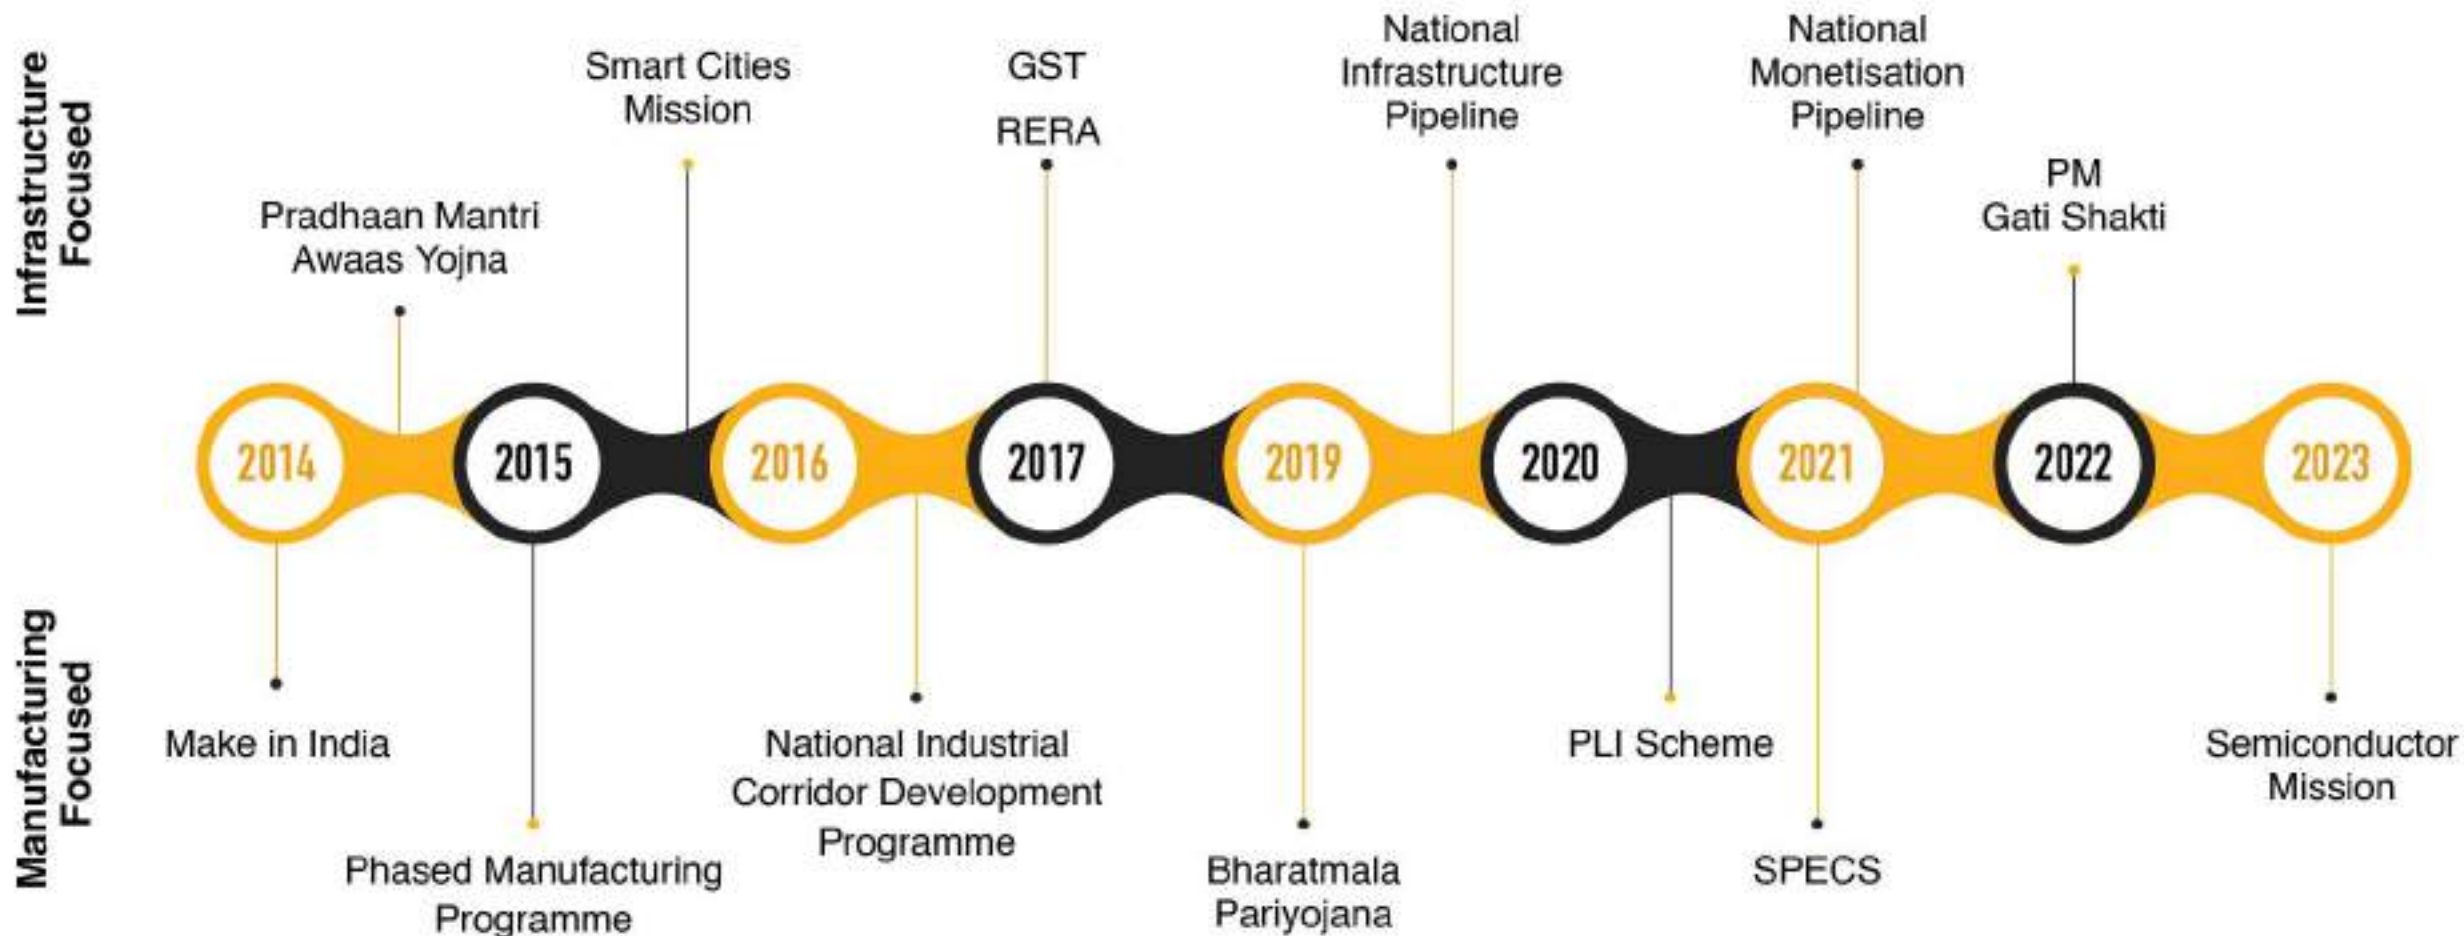 Infrastructure
Focused
Pradhaan Mantri
Awaas Yojna
Smart Cities
Mission
GST
RERA
National
Infrastructure
Pipeline
National
Monetisation
Pipeline
PM
Gati Shakti
2014
2015
2016
2017
2019
2020
2021
2022
2023
Manufacturing
Focused
Make in India
Phased Manufacturing
Programme
National Industrial
Corridor Development
Programme
Bharatmala
Pariyojana
PLI Scheme
SPECS
Semiconductor
Mission